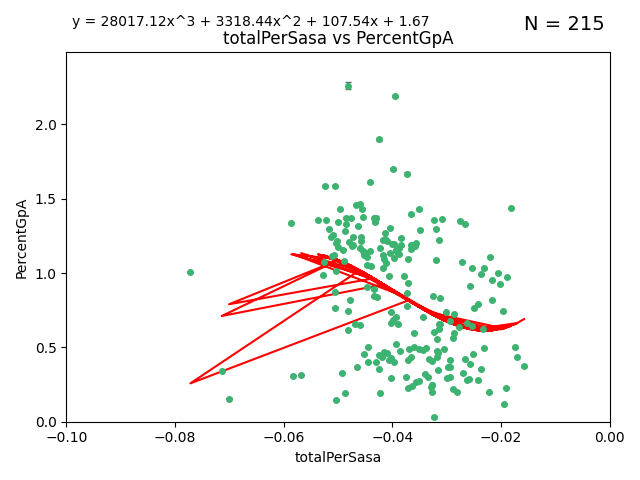 y = 28017.12x^3 + 3318.44x^2 + 107.54x + 1.67
N = 215
totalPerSasa vs PercentGpA
PercentGpA
2.0
1.5
1.0
0.5
0.0
−0.10 −0.08 −0.06 −0.04 −0.02 0.00
totalPerSasa